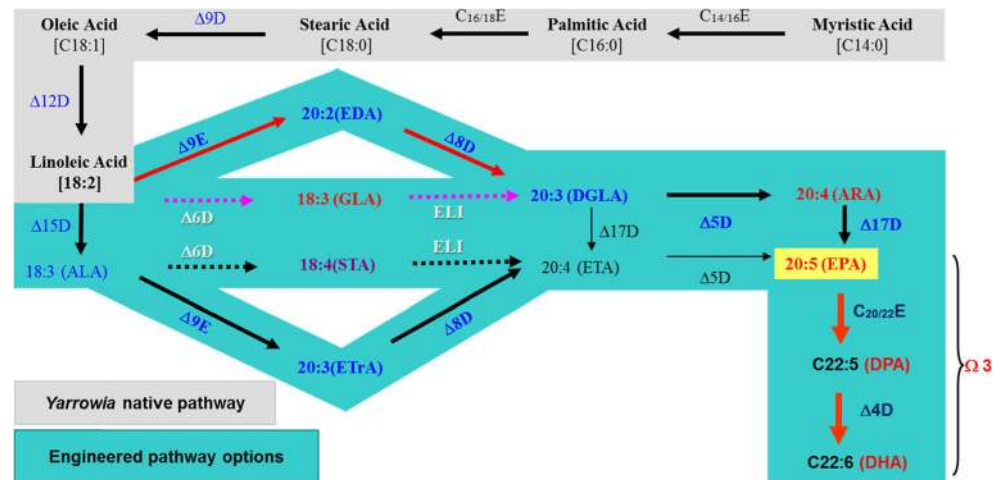 Oleic Acid
[C18:1]
Δ9D
Stearic Acid
[C18:0]
C16/18E
Palmitic Acid
[C16:0]
C14/16E
Myristic Acid
[C14:0]
Δ12D
Linoleic Acid
[18:2]
Δ9E
20:2(EDA)
Δ8D
Δ6D
18:3 (GLA)
ELI
20:3 (DGLA)
Δ5D
20:4 (ARA)
Δ15D
Δ17D
Δ17D
18:3 (ALA)
Δ6D
18:4(STA)
ELI
20:4 (ETA)
Δ5D
20:5 (EPA)
Δ9E
20:3(ETrA)
Δ8D
C20/22E
C22:5 (DPA)
Δ4D
C22:6 (DHA)
Ω 3
Yarrowia native pathway
Engineered pathway options